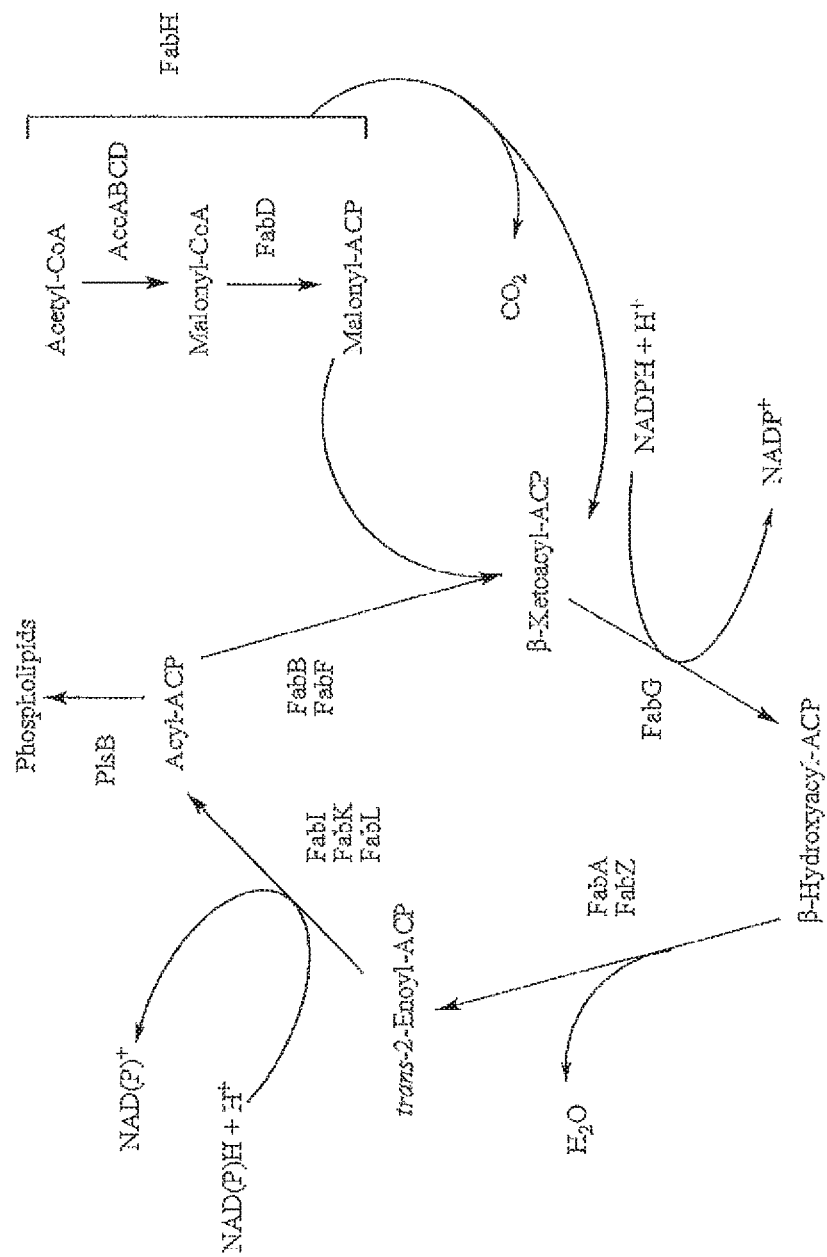 Acetyl-CoA
AccABCD
Malonyl-CoA
FabD
Malonyl-ACP
FabH
CO₂
Phospholipids
PlsB
Acyl-ACP
FabB
FabF
β-Ketoacyl-ACP
NADPH + H⁺
NADP⁺
FabG
β-Hydroxyacyl-ACP
FabA
FabZ
H₂O
trans-2-Enoyl-ACP
FabI
FabK
FabL
NAD(P)⁺
NAD(P)H + H⁺